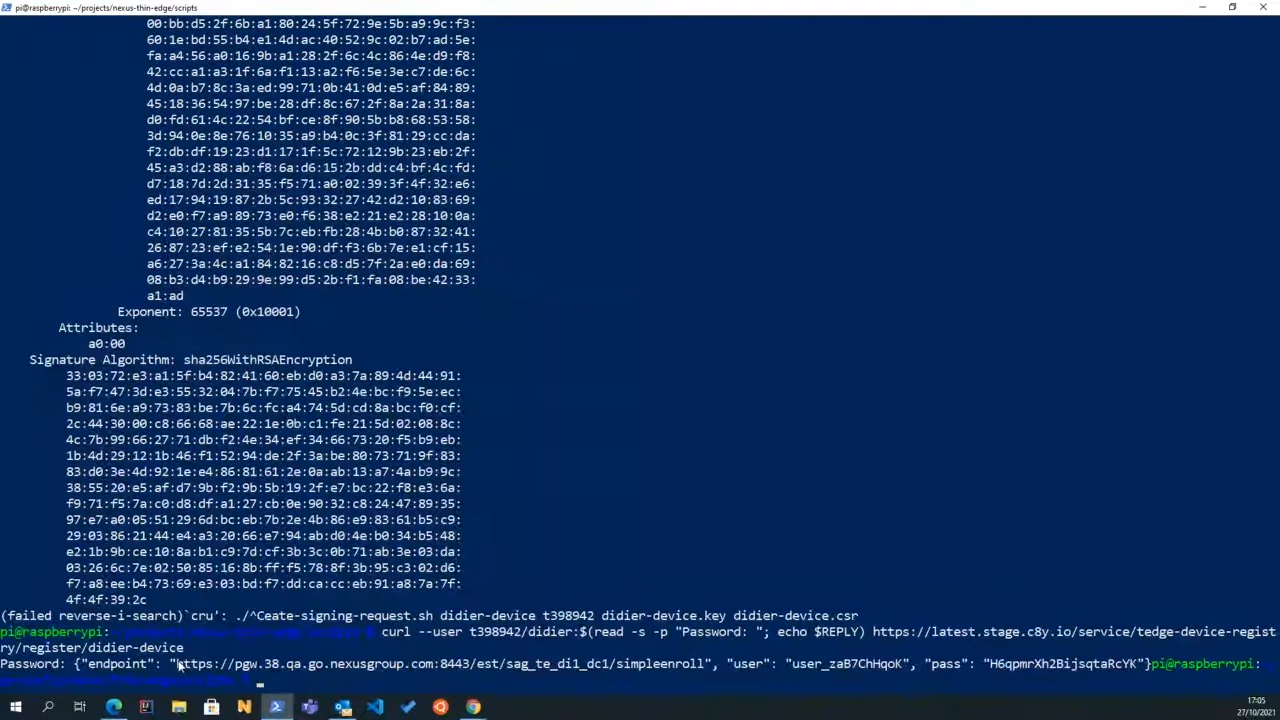 pi@raspberrypi: ~/projects/nexus-thin-edge/scripts
00:bb:d5:2f:6b:a1:80:24:5f:72:9e:5b:a9:9c:f3:
60:1e:bd:55:b4:e1:4d:ac:40:52:9c:02:b7:ad:5e:
fa:a4:56:a0:16:9b:a1:28:2f:6c:4c:86:4e:d9:f8:
42:cc:a1:a3:1f:6a:f1:13:a2:f6:5e:3e:c7:de:6c:
4d:0a:b7:8c:3a:ed:99:71:0b:41:0d:e5:af:84:89:
45:18:36:54:97:be:28:df:8c:67:2f:8a:2a:31:8a:
d0:fd:61:4c:22:54:bf:ce:8f:90:5b:b8:68:53:58:
3d:94:0e:8e:76:10:35:a9:b4:0c:3f:81:29:cc:da:
f2:db:df:19:23:d1:17:1f:5c:72:12:9b:23:eb:2f:
45:a3:d2:88:ab:f8:6a:d6:15:2b:dd:c4:bf:4c:fd:
d7:18:7d:2d:31:35:f5:71:a0:02:39:3f:4f:32:e6:
ed:17:94:19:87:2b:5c:93:32:27:42:d2:10:83:69:
d2:e0:f7:a9:89:73:e0:f6:38:e2:21:e2:28:10:0a:
c4:10:27:81:35:5b:7c:eb:fb:28:4b:b0:87:32:41:
26:87:23:ef:e2:54:1e:90:df:f3:6b:7e:e1:cf:15:
a6:27:3a:4c:a1:84:82:16:c8:d5:7f:2a:e0:da:69:
08:b3:d4:b9:29:9e:99:d5:2b:f1:fa:08:be:42:33:
a1:ad
Exponent: 65537 (0x10001)
Attributes:
a0:00
Signature Algorithm: sha256WithRSAEncryption
33:03:72:e3:a1:5f:b4:82:41:60:eb:d0:a3:7a:89:4d:44:91:
5a:f7:47:3d:e3:55:32:04:7b:f7:75:45:b2:4e:bc:f9:5e:ec:
b9:81:6e:a9:73:83:be:7b:6c:fc:a4:74:5d:cd:8a:bc:f0:cf:
2c:44:30:00:c8:66:68:ae:22:1e:0b:c1:fe:21:5d:02:08:8c:
4c:7b:99:66:27:71:db:f2:4e:34:ef:34:66:73:20:f5:b9:eb:
1b:4d:29:12:1b:46:f1:52:94:de:2f:3a:be:80:73:71:9f:83:
83:d0:3e:4d:92:1e:e4:86:81:61:2e:0a:ab:13:a7:4a:b9:9c:
38:55:20:e5:af:d7:9b:f2:9b:5b:19:2f:e7:bc:22:f8:e3:6a:
f9:71:f5:7a:c0:d8:df:a1:27:cb:0e:90:32:c8:24:47:89:35:
97:e7:a0:05:51:29:6d:bc:eb:7b:2e:4b:86:e9:83:61:b5:c9:
29:03:86:21:44:e4:a3:20:66:e7:94:ab:d0:4e:b0:34:b5:48:
e2:1b:9b:ce:10:8a:b1:c9:7d:cf:3b:3c:0b:71:ab:3e:03:da:
03:26:6c:7e:02:50:85:16:8b:ff:f5:78:8f:3b:95:c3:02:d6:
f7:a8:ee:b4:73:69:e3:03:bd:f7:dd:ca:cc:eb:91:a8:7a:7f:
4f:4f:39:2c
(failed reverse-i-search)`cru': ./^Ceate-signing-request.sh didier-device t398942 didier-device.key didier-device.csr
pi@raspberrypi:~/projects/nexus-thin-edge/scripts $ curl --user t398942/didier:$(read -s -p "Password: "; echo $REPLY) https://latest.stage.c8y.io/service/tedge-device-regist
ry/register/didier-device
Password: {"endpoint": "https://pgw.38.qa.go.nexusgroup.com:8443/est/sag_te_di1_dc1/simpleenroll", "user": "user_zaB7ChHqoK", "pass": "H6qpmrXh2BijsqtaRcYK"}pi@raspberrypi:
17:05
27/10/2021